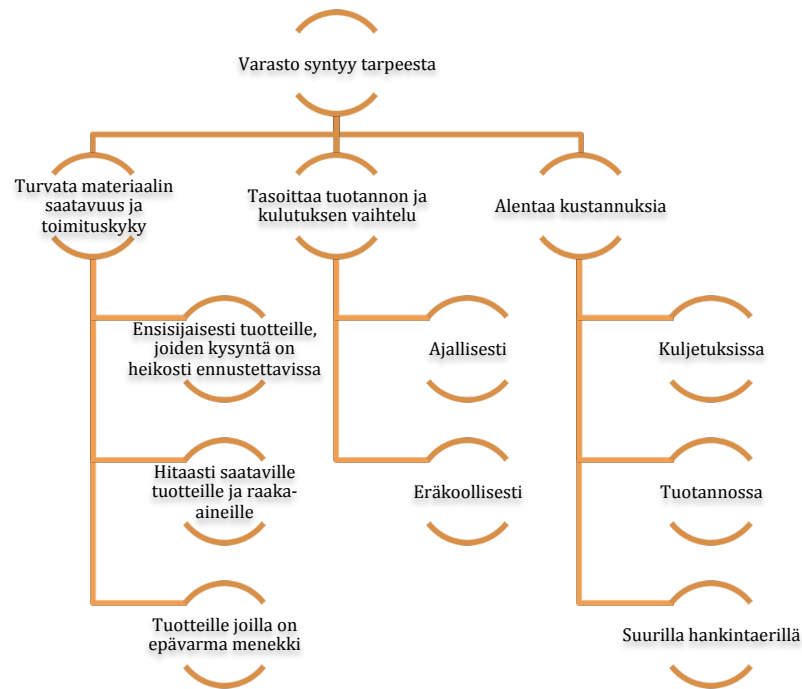 Varasto syntyy tarpeesta
Turvata materiaalin
saatavuus ja
toimituskyky
Tasoittaa tuotannon ja
kulutuksen vaihtelu
Alentaa kustannuksia
Ensisijaisesti tuotteille,
joiden kysyntä on
heikosti ennustettavissa
Hitaasti saataville
tuotteille ja raaka-
aineille
Tuotteille joilla on
epävarma menekki
Ajallisesti
Eräkoollisesti
Kuljetuksissa
Tuotannossa
Suurilla hankintaerillä